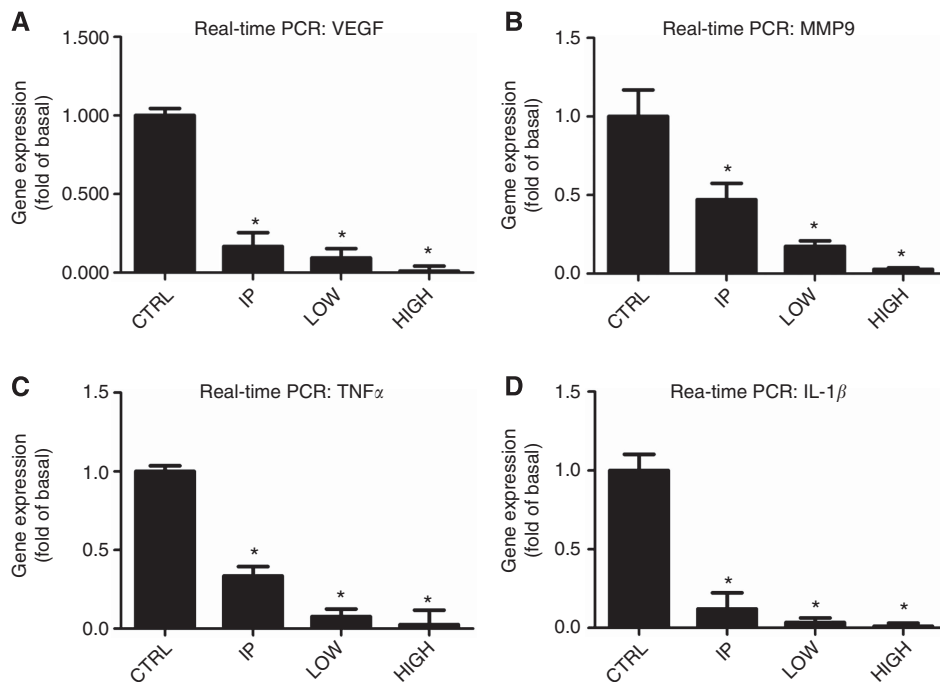 A
Real-time PCR: VEGF
Gene expression
(fold of basal)
1.500
1.000
0.500
0.000
*
*
*
CTRL
IP
LOW
HIGH
B
Real-time PCR: MMP9
Geme expression
(fold of basal)
1.5
1.0
0.5
0.0
*
*
*
CTRL
IP
LOW
HIGH
C
Real-time PCR: TNFα
Gene expression
(fold of basal)
1.5
1.0
0.5
0.0
*
*
*
CTRL
IP
LOW
HIGH
D
Rea-time PCR: IL-1β
Gene expression
(fold of basal)
1.5
1.0
0.5
0.0
*
*
*
CTRL
IP
LOW
HIGH